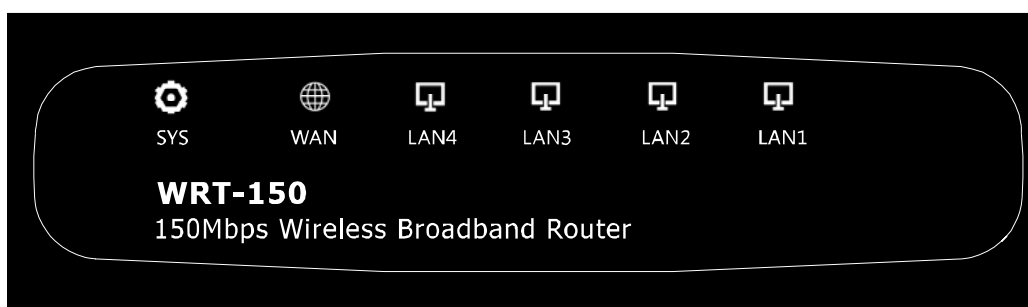 SYS WAN LAN4 LAN3 LAN2 LAN1
WRT-150
150Mbps Wireless Broadband Router